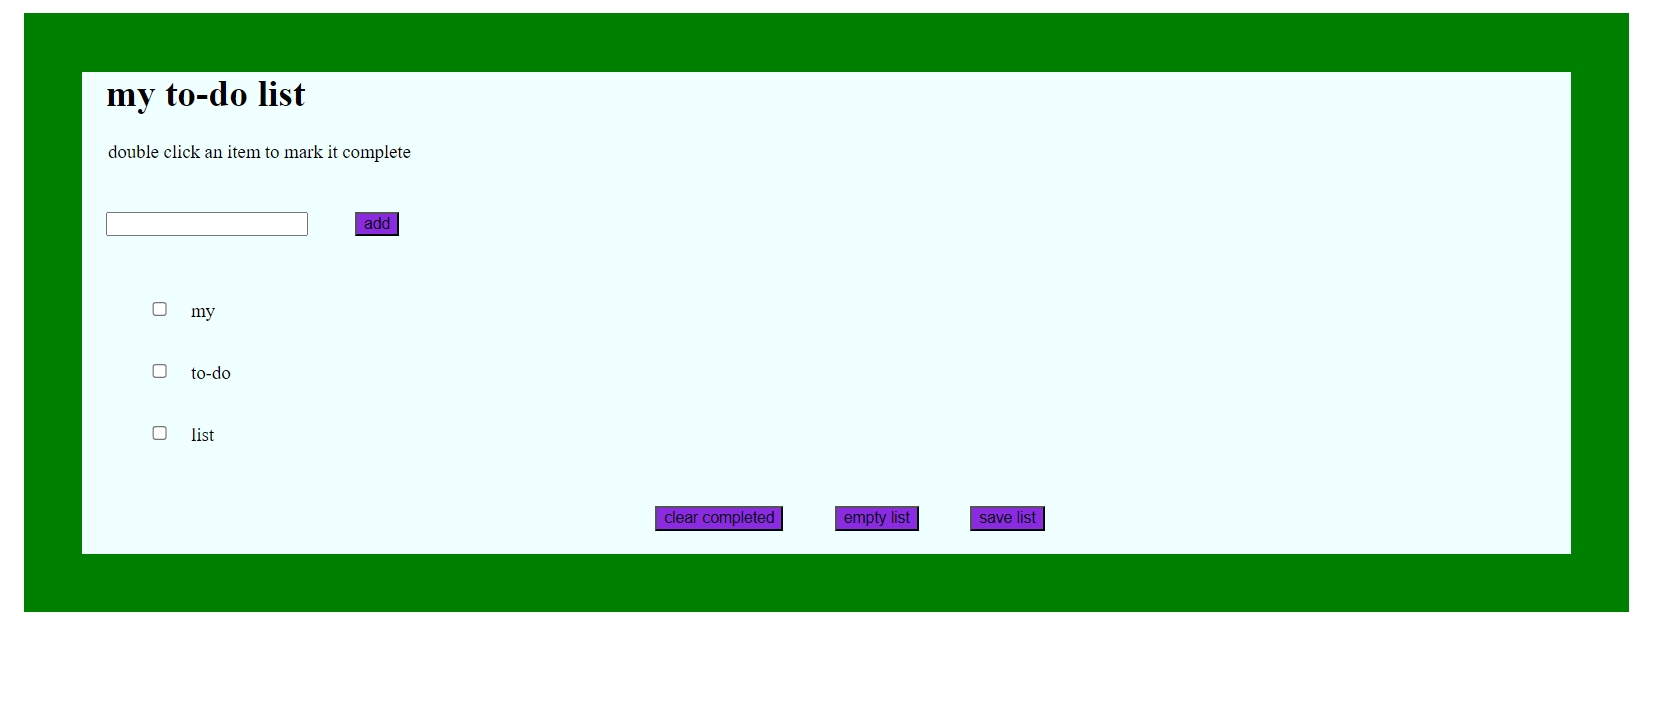 my to-do list
double click an item to mark it complete
add
my
to-do
list
clear completed empty list save list